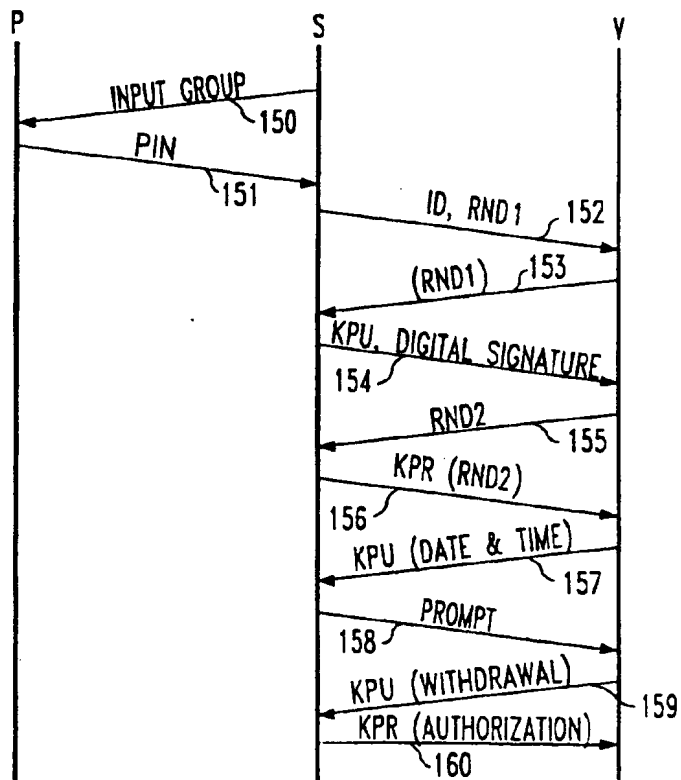 P S V
INPUT GROUP
150
PIN
151
ID, RND1
152
(RND1)
153
KPU, DIGITAL SIGNATURE
154
RND2
155
KPR (RND2)
156
KPU (DATE & TIME)
157
PROMPT
158
KPU (WITHDRAWAL)
159
KPR (AUTHORIZATION)
160